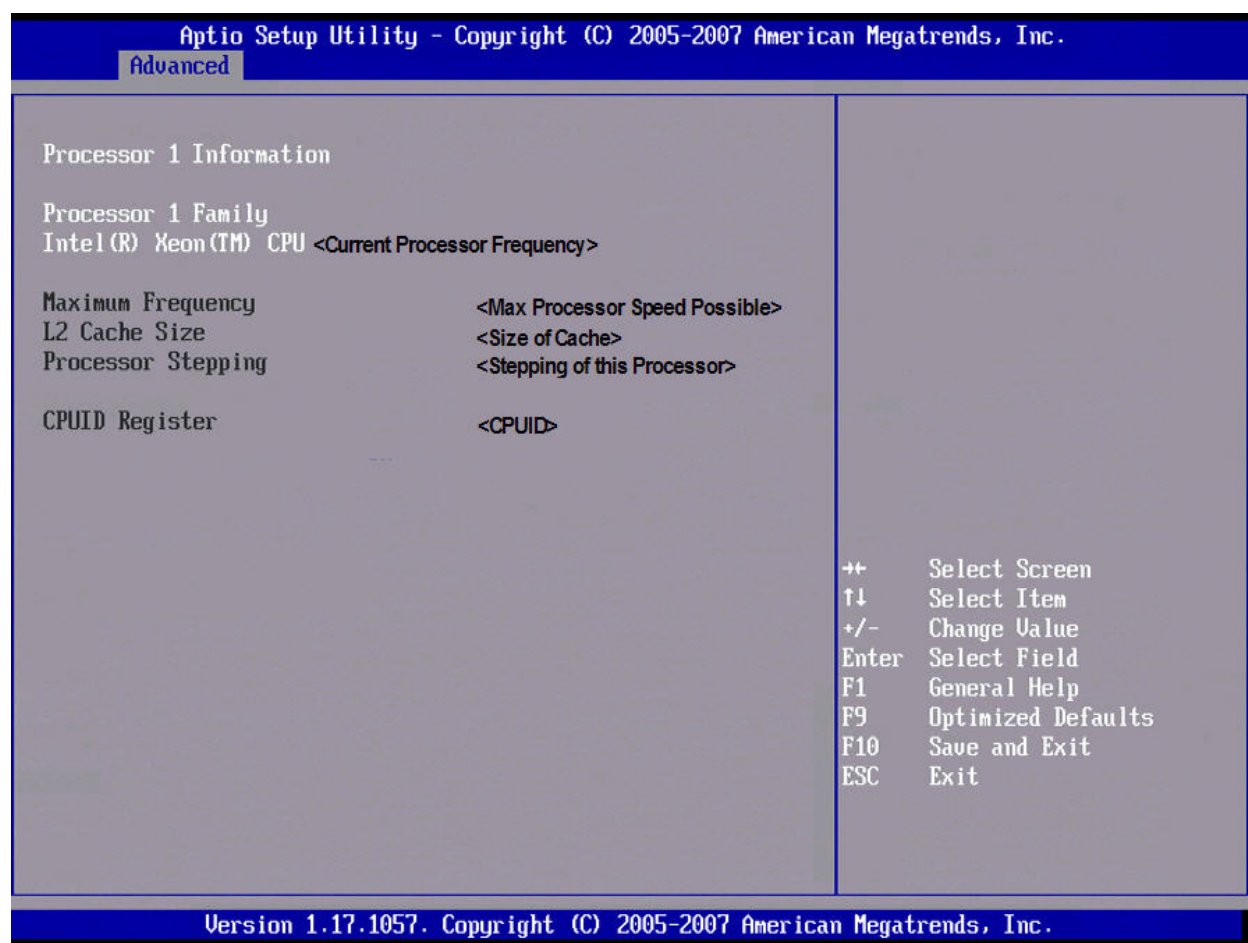 Aptio Setup Utility - Copyright (C) 2005-2007 American Megatrends, Inc.
Advanced
Processor 1 Information
Processor 1 Family
Intel(R) Xeon(TM) CPU <Current Processor Frequency>
Maximum Frequency <Max Processor Speed Possible>
L2 Cache Size <Size of Cache>
Processor Stepping <Stepping of this Processor>
CPUID Register <CPUID>
→← Select Screen
↑↓ Select Item
+/- Change Value
Enter Select Field
F1 General Help
F9 Optimized Defaults
F10 Save and Exit
ESC Exit
Version 1.17.1057. Copyright (C) 2005-2007 American Megatrends, Inc.